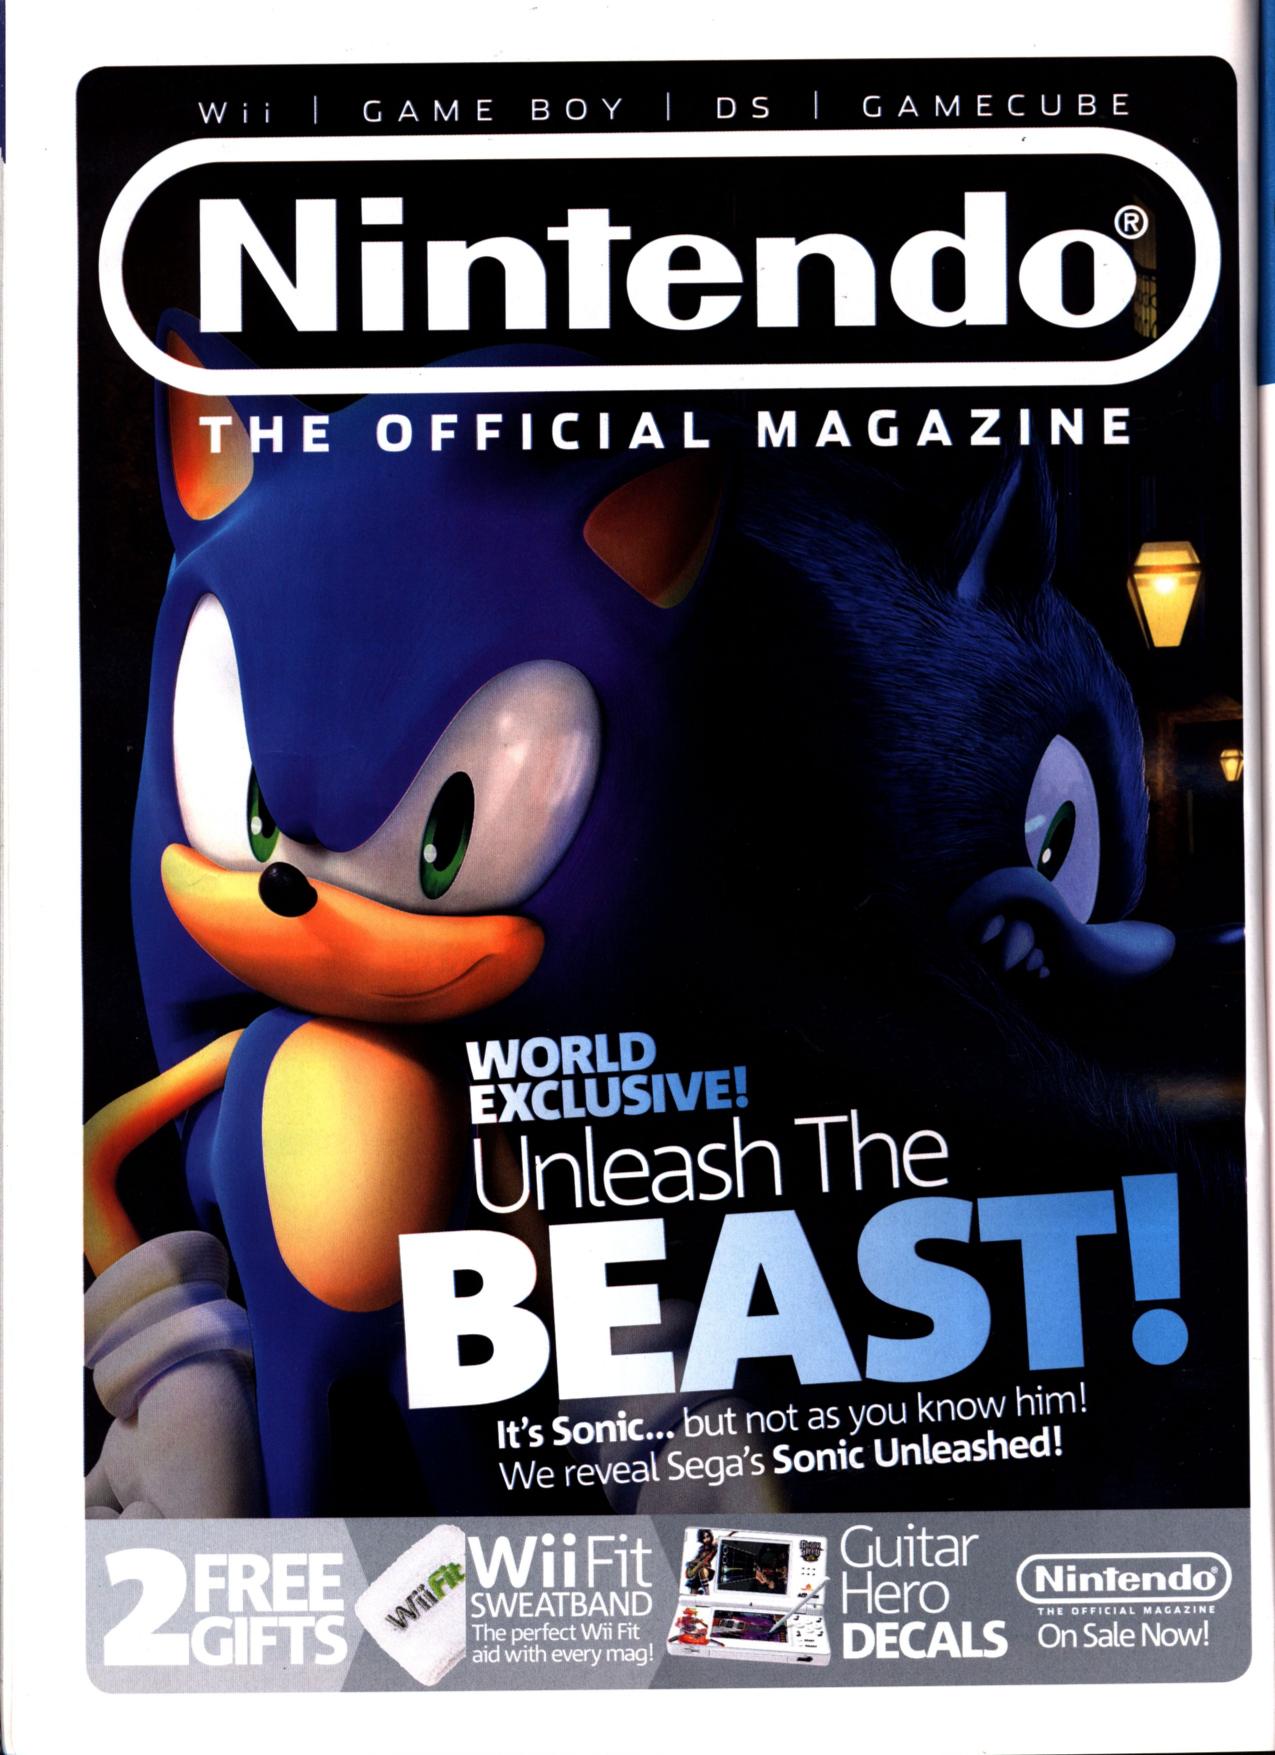 Wii | GAME BOY | DS | GAMECUBE
Nintendo®
THE OFFICIAL MAGAZINE
WORLD
EXCLUSIVE!
Unleash The
BEAST!
It's Sonic... but not as you know him!
We reveal Sega's Sonic Unleashed!
2 FREE
GIFTS
Wii Fit
WiiFit
SWEATBAND
The perfect Wii Fit
aid with every mag!
Guitar
Hero
DECALS
Nintendo®
THE OFFICIAL MAGAZINE
On Sale Now!